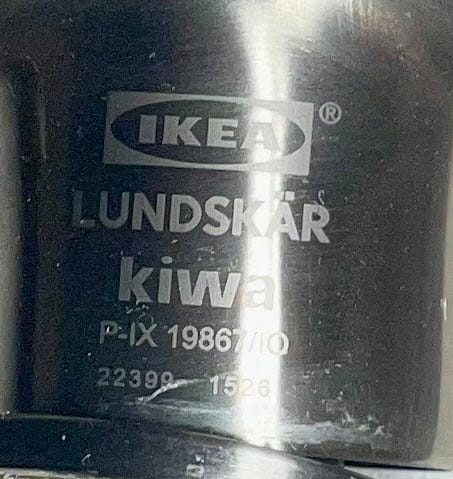 IKEA®
LUNDSKÄR
kiwa
P-IX 19867/IO
22399 1526